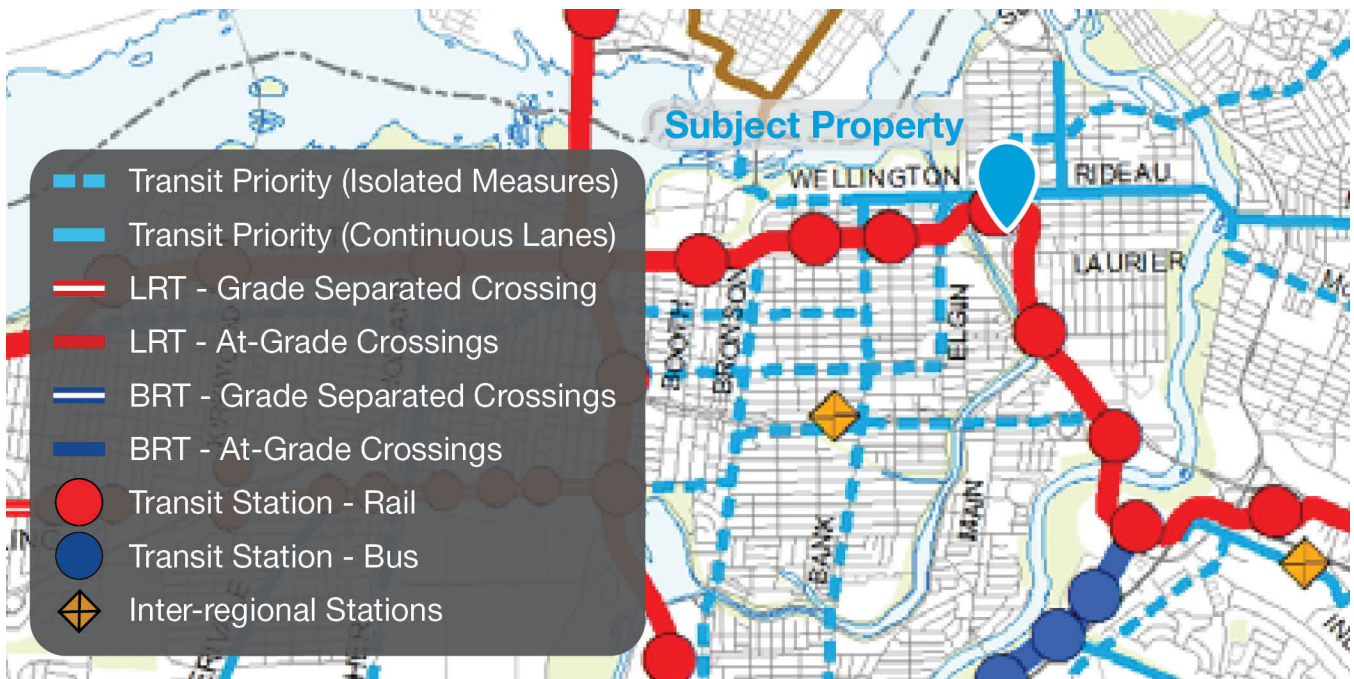 Subject Property
WELLINGTON
RIDEAU
LAURIER
BOOTH
BRONSON
ELGIN
MAIN
BANK
Transit Priority (Isolated Measures)
Transit Priority (Continuous Lanes)
LRT - Grade Separated Crossing
LRT - At-Grade Crossings
BRT - Grade Separated Crossings
BRT - At-Grade Crossings
Transit Station - Rail
Transit Station - Bus
Inter-regional Stations